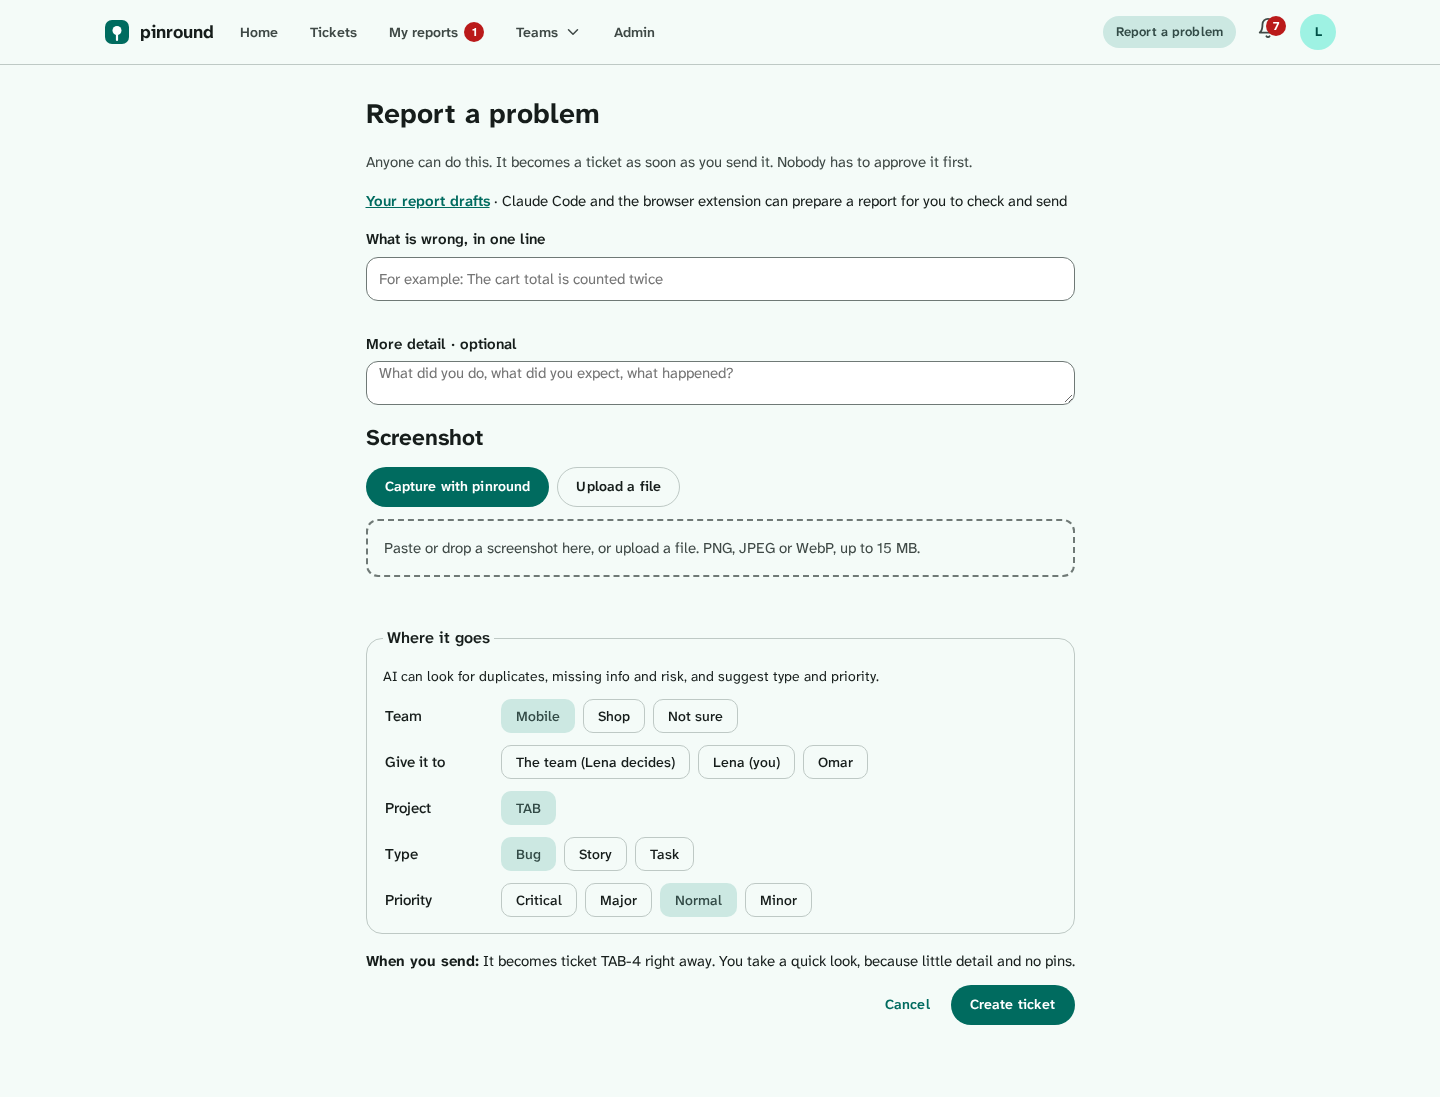 pinround
Home
Tickets
My reports 1
Teams
Admin
Report a problem
7
L
Report a problem
Anyone can do this. It becomes a ticket as soon as you send it. Nobody has to approve it first.
Your report drafts · Claude Code and the browser extension can prepare a report for you to check and send
What is wrong, in one line
For example: The cart total is counted twice
More detail · optional
What did you do, what did you expect, what happened?
Screenshot
Capture with pinround
Upload a file
Paste or drop a screenshot here, or upload a file. PNG, JPEG or WebP, up to 15 MB.
Where it goes
AI can look for duplicates, missing info and risk, and suggest type and priority.
Team Mobile Shop Not sure
Give it to The team (Lena decides) Lena (you) Omar
Project TAB
Type Bug Story Task
Priority Critical Major Normal Minor
When you send: It becomes ticket TAB-4 right away. You take a quick look, because little detail and no pins.
Cancel Create ticket